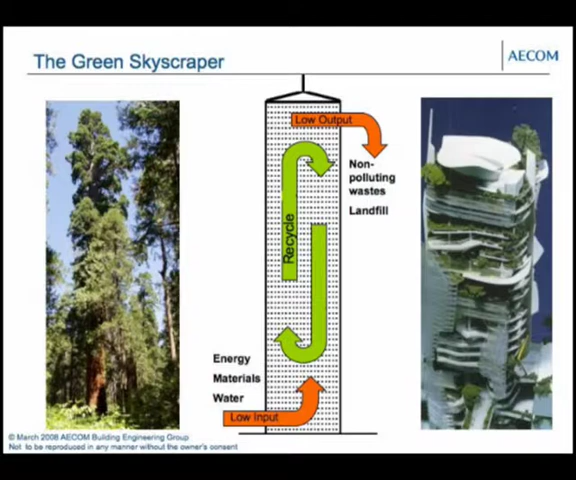 The Green Skyscraper
AECOM
Low Output
Non-
polluting
wastes
Landfill
Recycle
Energy
Materials
Water
Low Input
© March 2008 AECOM Building Engineering Group
Not to be reproduced in any manner without the owner's consent